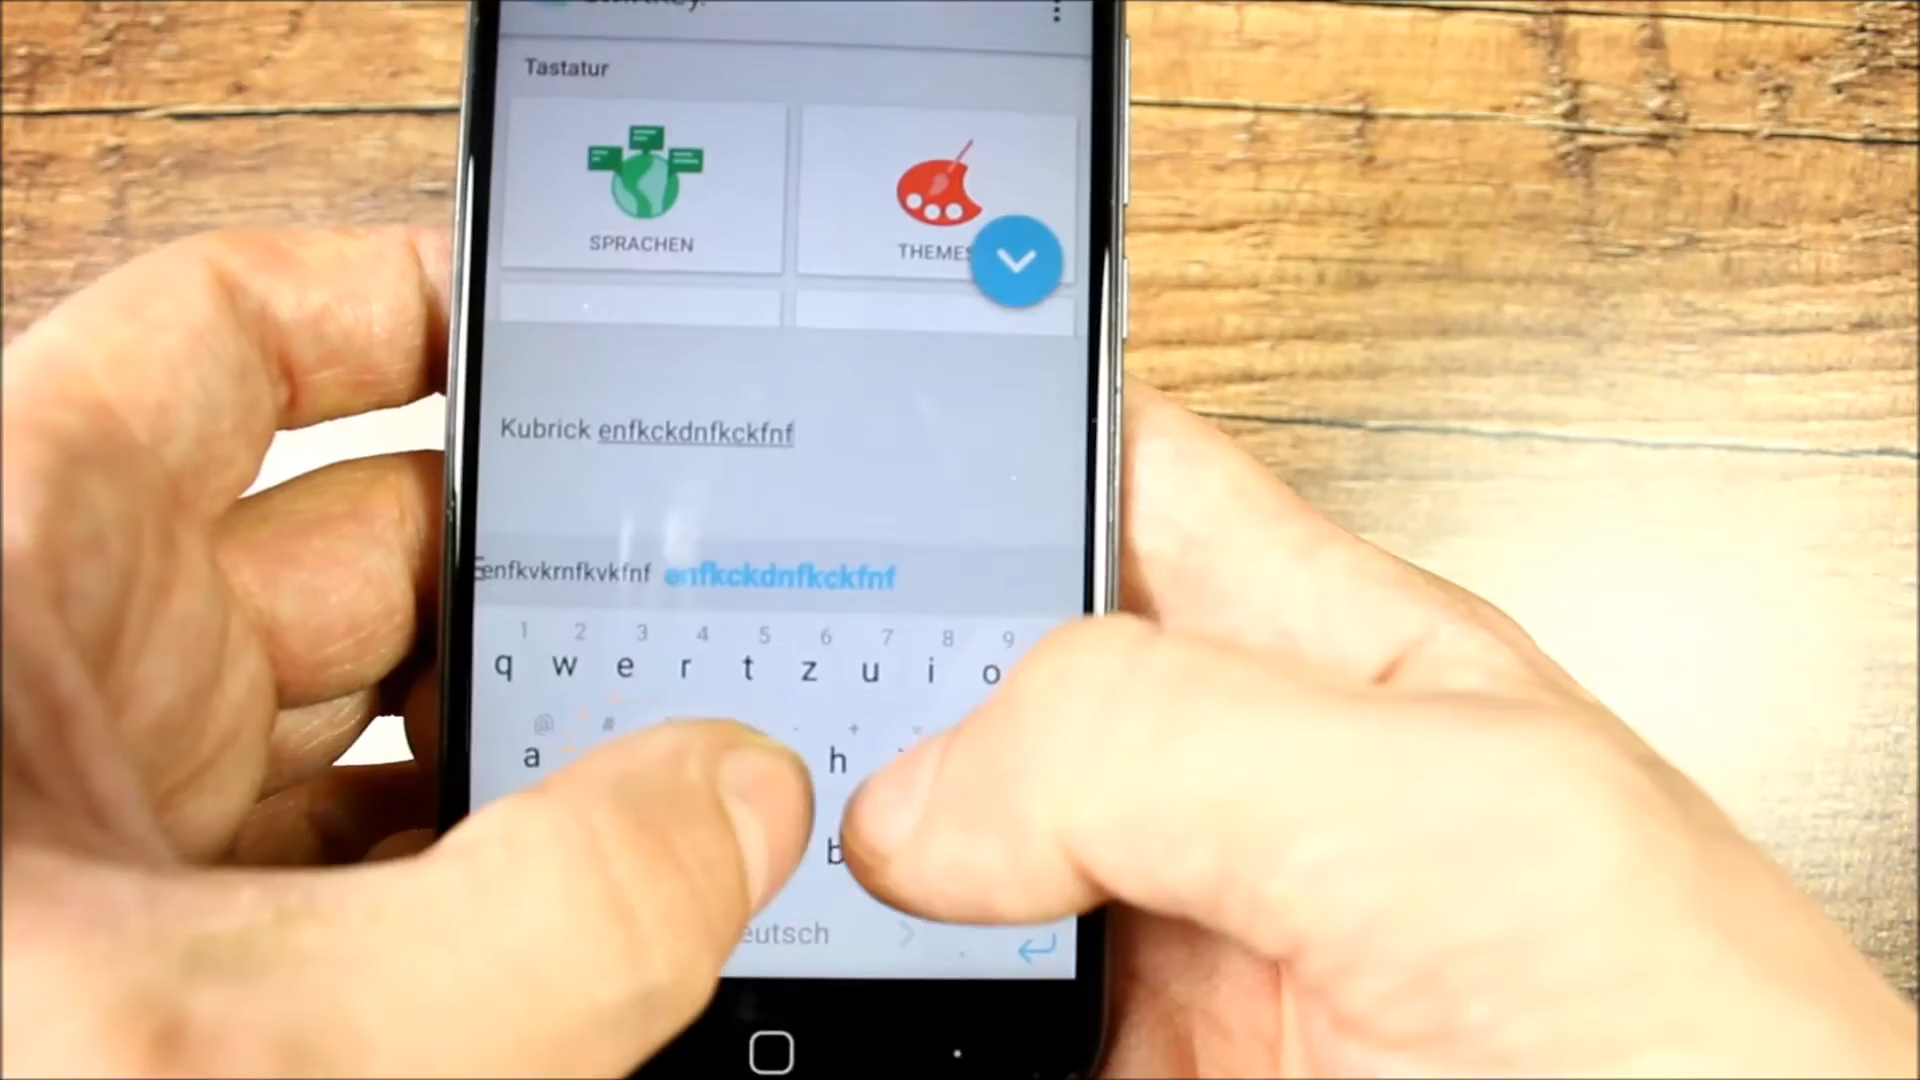 Tastatur
SPRACHEN
THEMES
Kubrick enfkckdnfkckfnf
enfkvkrnfkvkfnf enfkckdnfkckfnf
1 2 3 4 5 6 7 8 9
q w e r t z u i o
@ # - + =
a h
b
eutsch